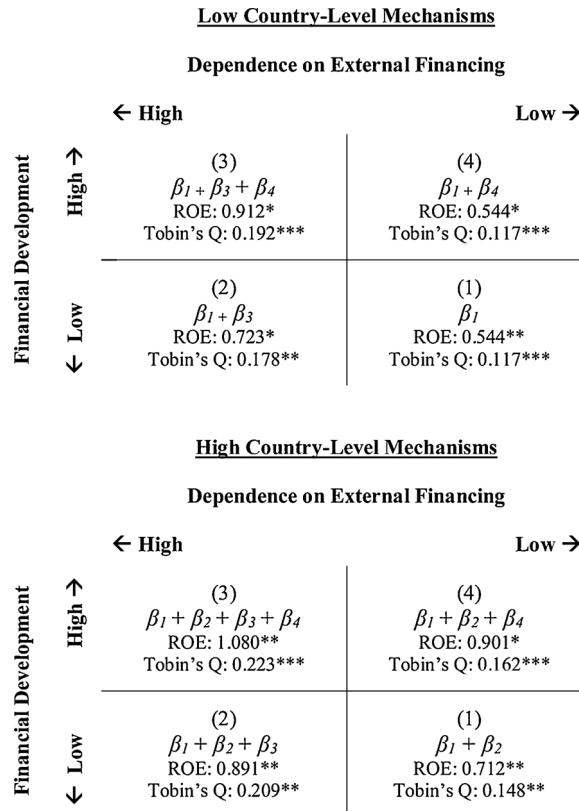 Low Country-Level Mechanisms
Dependence on External Financing
← High Low →
Financial Development
← Low High →
(3) (4)
β1 + β3 + β4 β1 + β4
ROE: 0.912* ROE: 0.544*
Tobin's Q: 0.192*** Tobin's Q: 0.117***
(2) (1)
β1 + β3 β1
ROE: 0.723* ROE: 0.544**
Tobin's Q: 0.178** Tobin's Q: 0.117***
High Country-Level Mechanisms
Dependence on External Financing
← High Low →
Financial Development
← Low High →
(3) (4)
β1 + β2 + β3 + β4 β1 + β2 + β4
ROE: 1.080** ROE: 0.901*
Tobin's Q: 0.223*** Tobin's Q: 0.162***
(2) (1)
β1 + β2 + β3 β1 + β2
ROE: 0.891** ROE: 0.712**
Tobin's Q: 0.209** Tobin's Q: 0.148**